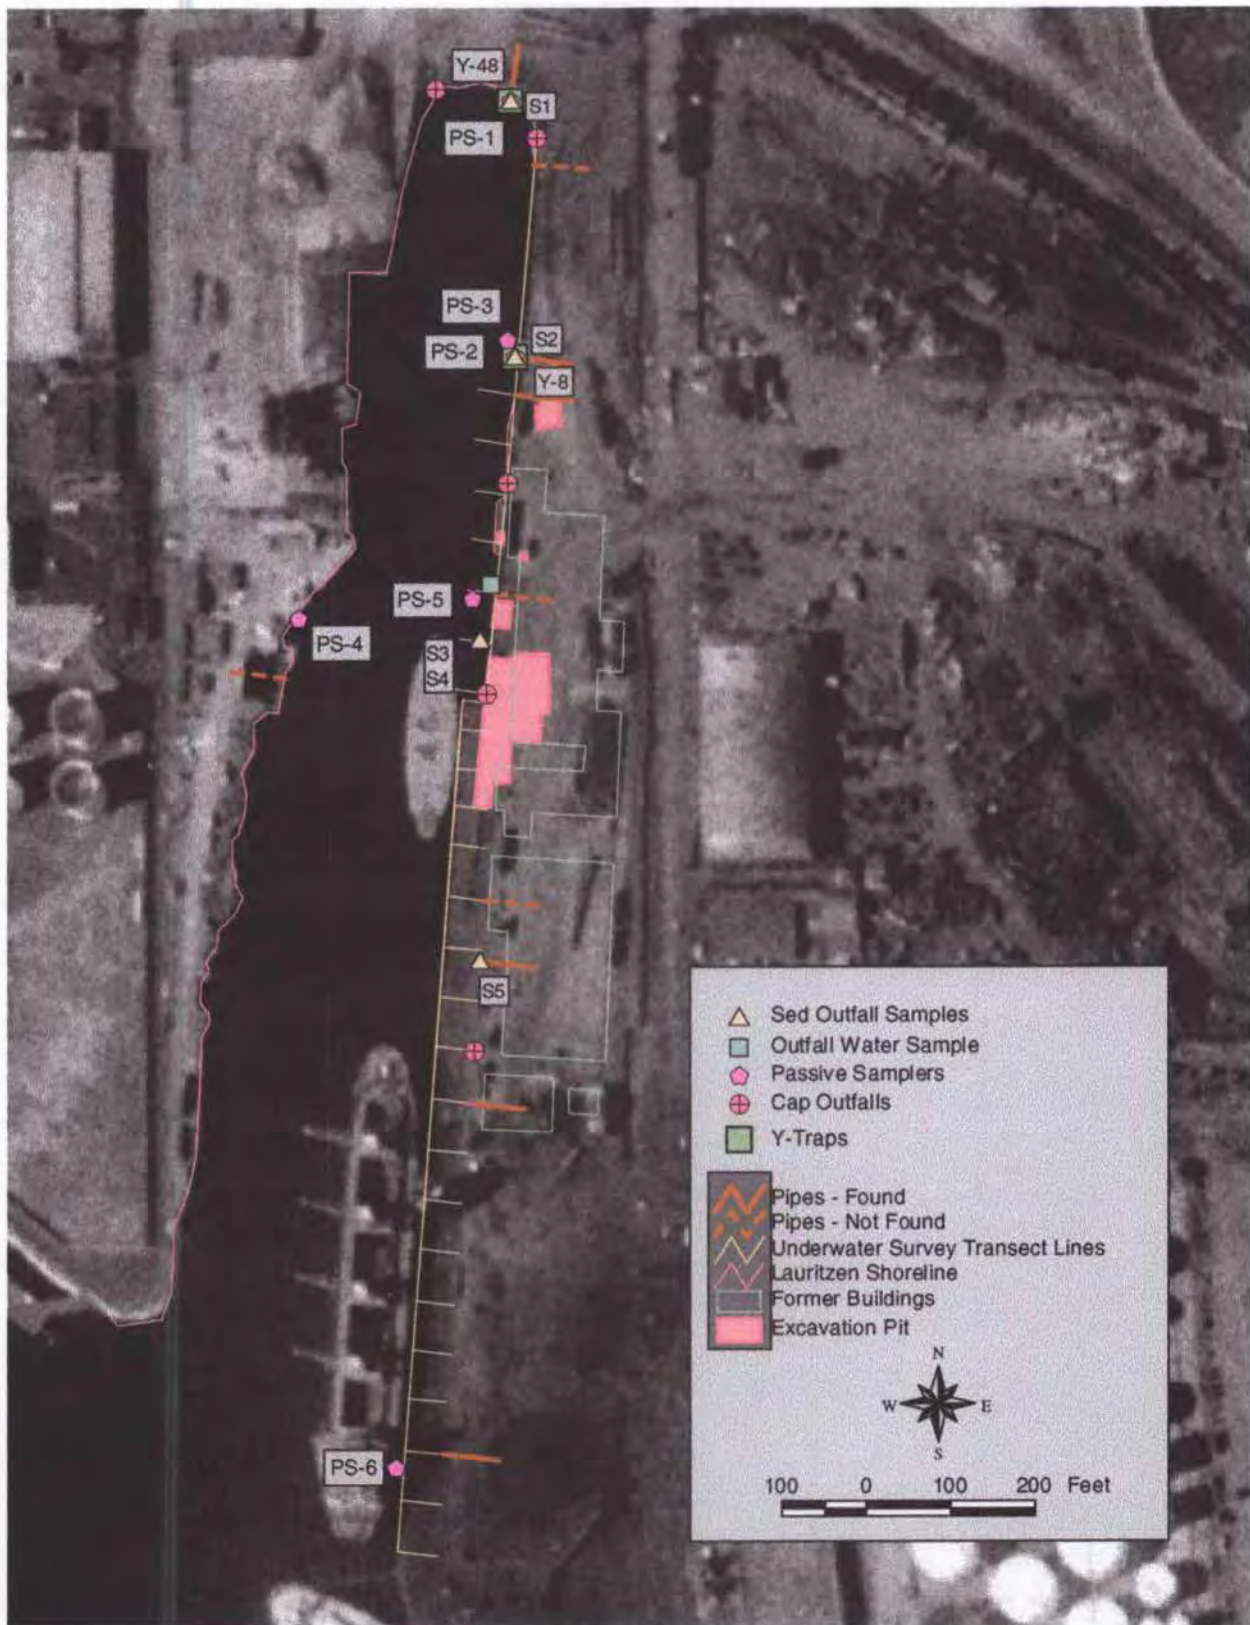 Y-48
S1
PS-1
PS-3
S2
PS-2
Y-8
PS-5
PS-4
S3
S4
S5
PS-6
Sed Outfall Samples
Outfall Water Sample
Passive Samplers
Cap Outfalls
Y-Traps
Pipes - Found
Pipes - Not Found
Underwater Survey Transect Lines
Lauritzen Shoreline
Former Buildings
Excavation Pit
N
W E
S
100 0 100 200 Feet